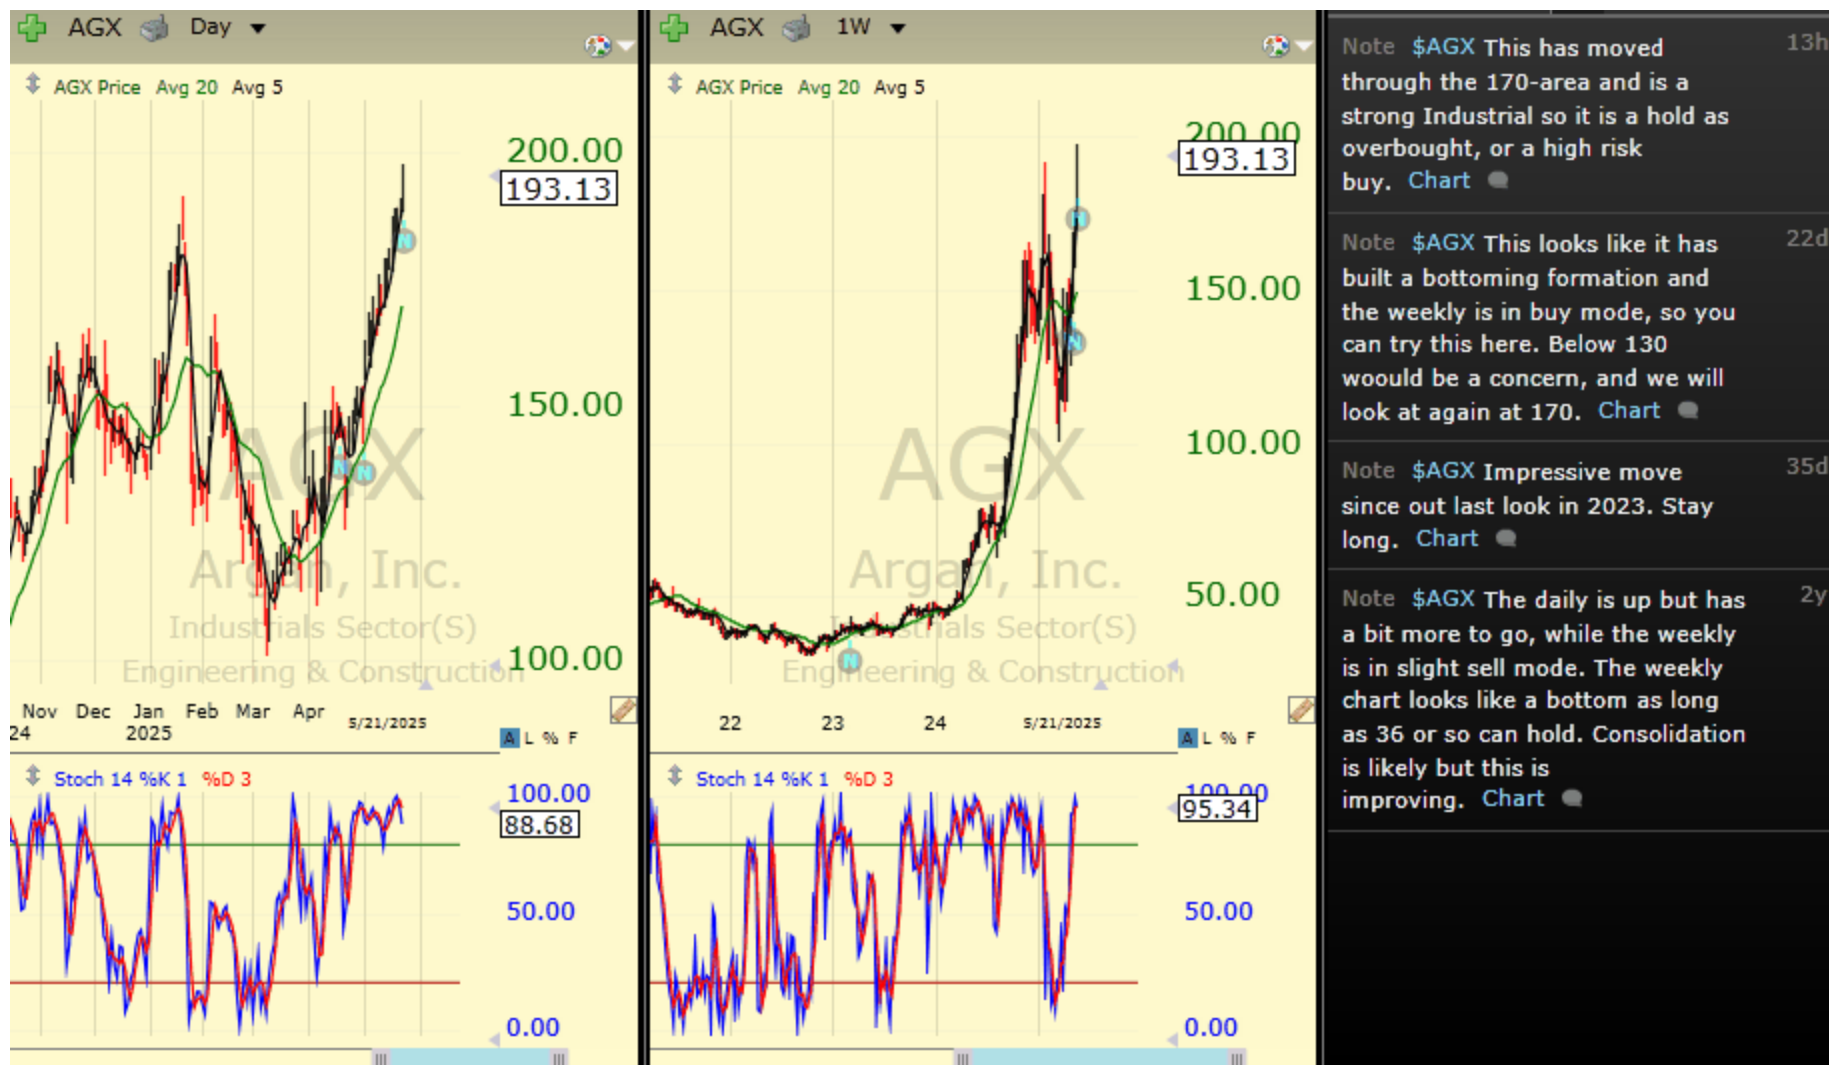 AGX Day
AGX Price Avg 20 Avg 5
200.00
193.13
150.00
100.00
AGX
Argan, Inc.
Industrials Sector(S)
Engineering & Construction
N
N
N
Nov Dec Jan Feb Mar Apr 5/21/2025
24 2025
A L % F
Stoch 14 %K 1 %D 3
100.00
88.68
50.00
0.00
AGX 1W
AGX Price Avg 20 Avg 5
200.00
193.13
150.00
100.00
50.00
AGX
Argan, Inc.
Industrials Sector(S)
Engineering & Construction
N
N
N
22 23 24 5/21/2025
A L % F
Stoch 14 %K 1 %D 3
100.00
95.34
50.00
0.00
Note $AGX This has moved 13h
through the 170-area and is a
strong Industrial so it is a hold as
overbought, or a high risk
buy. Chart
Note $AGX This looks like it has 22d
built a bottoming formation and
the weekly is in buy mode, so you
can try this here. Below 130
woould be a concern, and we will
look at again at 170. Chart
Note $AGX Impressive move 35d
since out last look in 2023. Stay
long. Chart
Note $AGX The daily is up but has 2y
a bit more to go, while the weekly
is in slight sell mode. The weekly
chart looks like a bottom as long
as 36 or so can hold. Consolidation
is likely but this is
improving. Chart